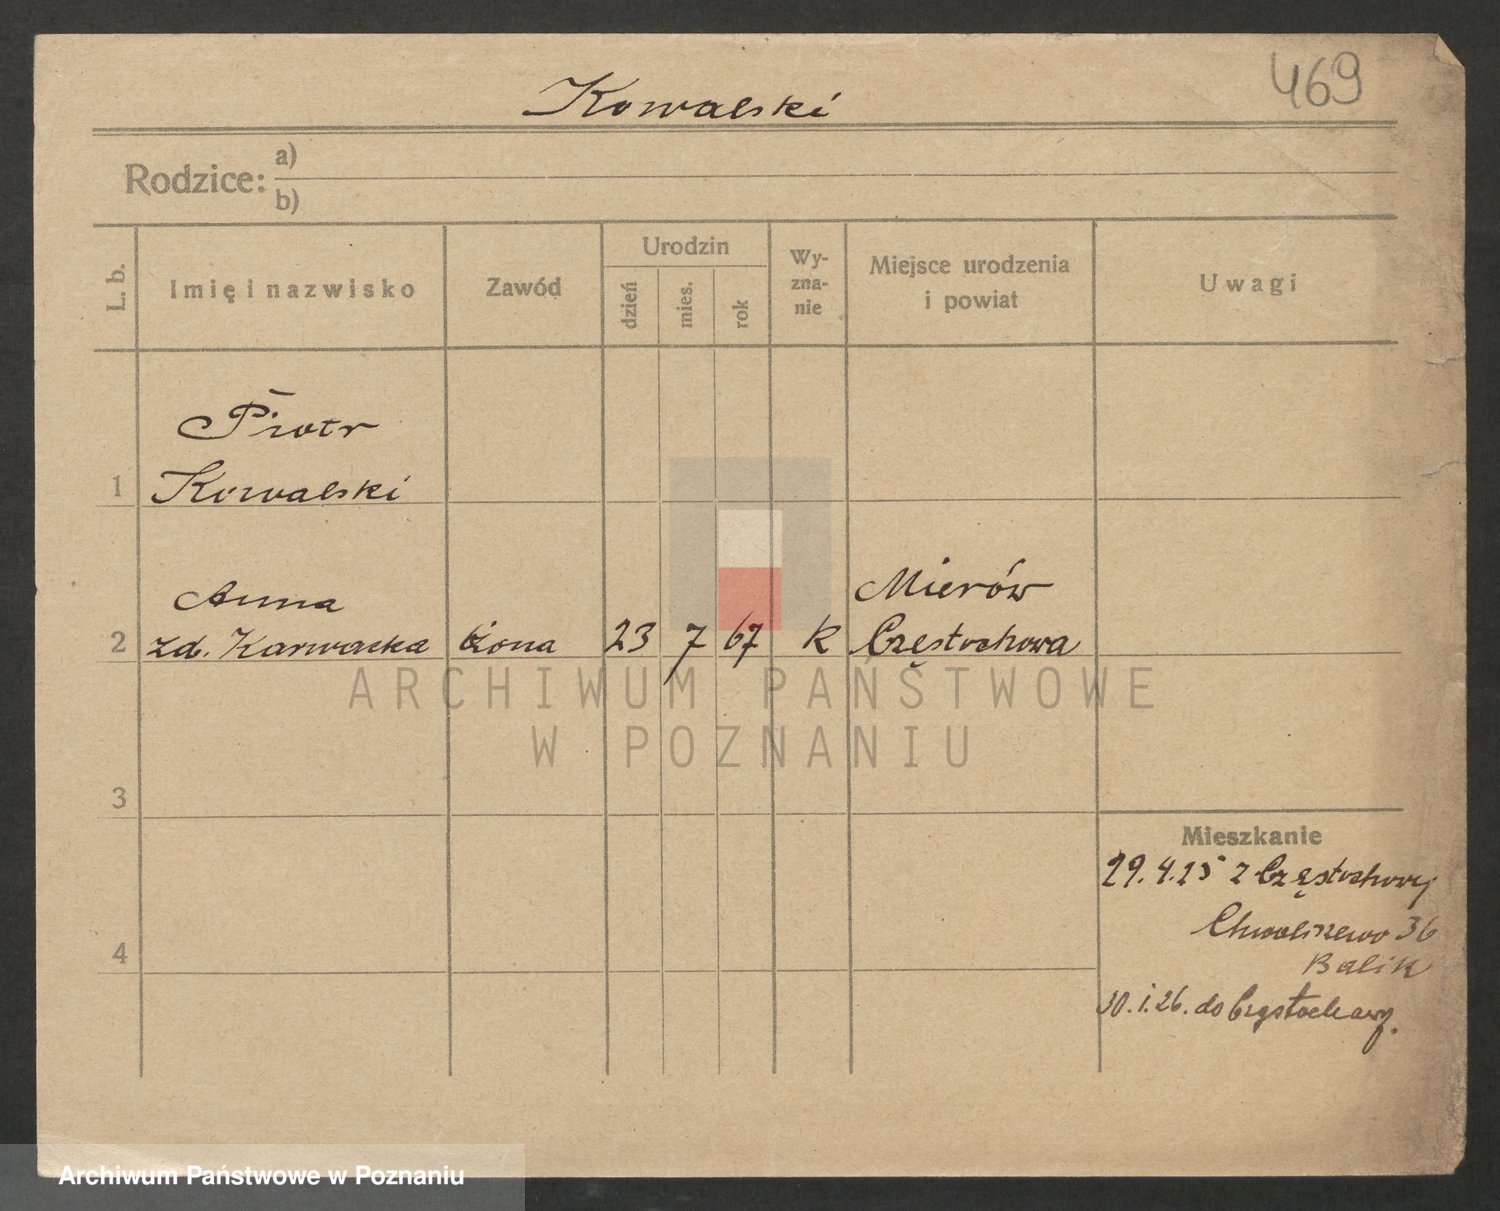 469
Kowalski
Rodzice: a)
b)
L. b.
Imię i nazwisko
Zawód
Urodzin
dzień
mies.
rok
Wy-
zna-
nie
Miejsce urodzenia
i powiat
Uwagi
Piotr
1 Kowalski
Anna Mierów
2 zd. Karwacka żona 23 7 67 k Częstochowa
ARCHIWUM PAŃSTWOWE
W POZNANIU
3
Mieszkanie
29.4.25 z Częstochowy
Chwaliszewo 36
Balik
4
30.I.26. do Częstochowy.
Archiwum Państwowe w Poznaniu